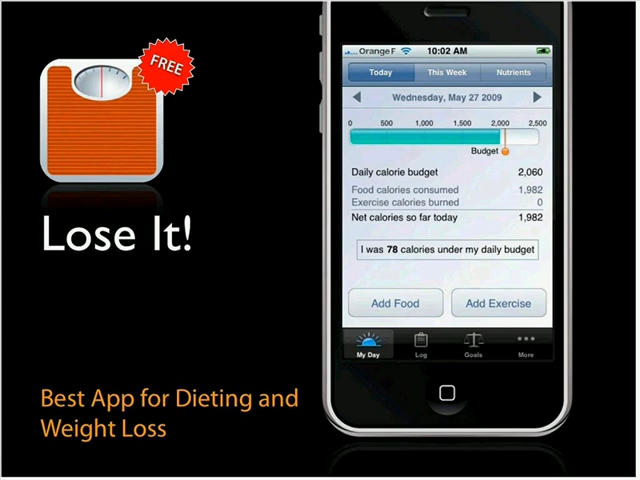 FREE
Lose It!
Best App for Dieting and
Weight Loss
OrangeF 10:02 AM
Today This Week Nutrients
Wednesday, May 27 2009
0 500 1,000 1,500 2,000 2,500
Budget
Daily calorie budget 2,060
Food calories consumed 1,982
Exercise calories burned 0
Net calories so far today 1,982
I was 78 calories under my daily budget
Add Food Add Exercise
My Day Log Goals More